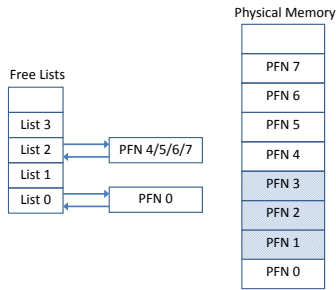 Physical Memory
PFN 7
PFN 6
PFN 5
PFN 4
PFN 3
PFN 2
PFN 1
PFN 0
Free Lists
List 3
List 2
List 1
List 0
PFN 4/5/6/7
PFN 0